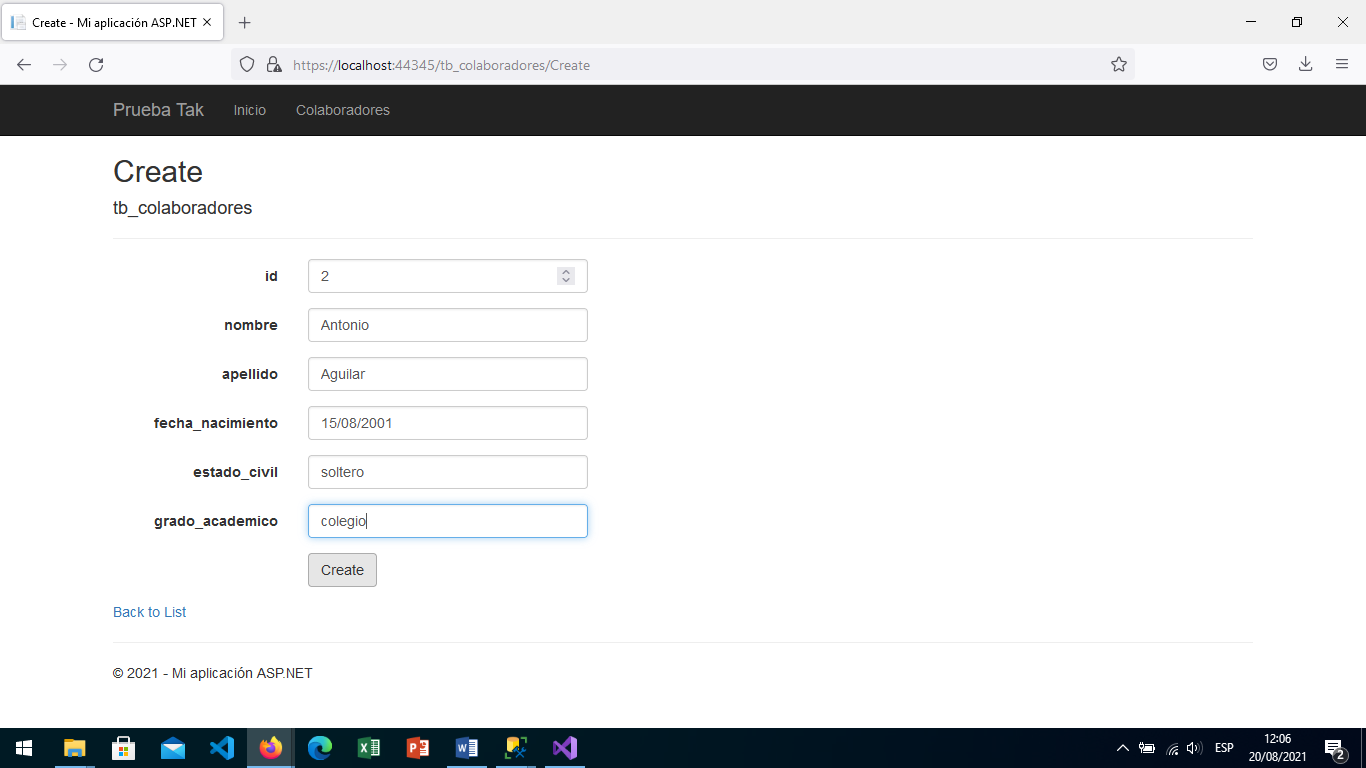 Create - Mi aplicación ASP.NET
https://localhost:44345/tb_colaboradores/Create
Prueba Tak Inicio Colaboradores
Create
tb_colaboradores
id 2
nombre Antonio
apellido Aguilar
fecha_nacimiento 15/08/2001
estado_civil soltero
grado_academico colegio
Create
Back to List
© 2021 - Mi aplicación ASP.NET
ESP 12:06
20/08/2021 2